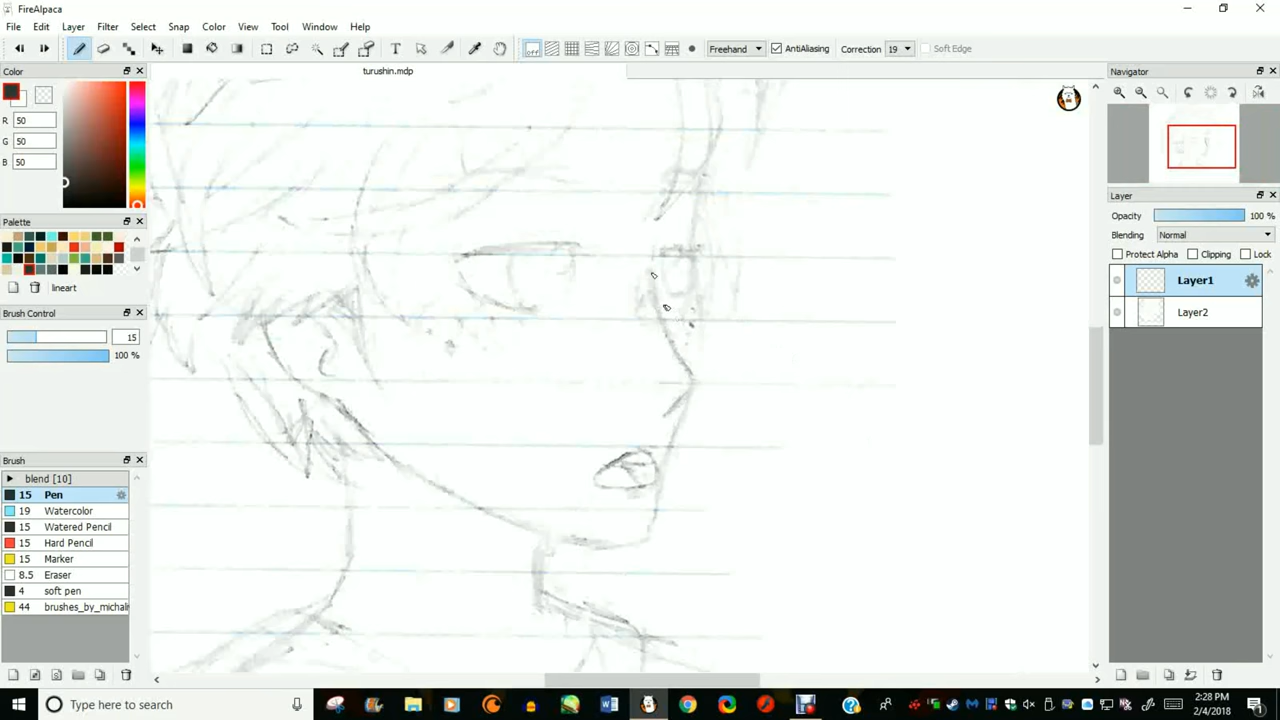 FireAlpaca
File Edit Layer Filter Select Snap Color View Tool Window Help
off Freehand AntiAliasing Correction 19 Soft Edge
Color
turushin.mdp
Navigator
R 50
G 50
B 50
Layer
Opacity 100 %
Blending Normal
Protect Alpha Clipping Lock
Layer1
Layer2
Palette
lineart
Brush Control
15
100 %
Brush
blend [10]
15 Pen
19 Watercolor
15 Watered Pencil
15 Hard Pencil
15 Marker
8.5 Eraser
4 soft pen
44 brushes_by_michal
Type here to search
2:28 PM
2/4/2018